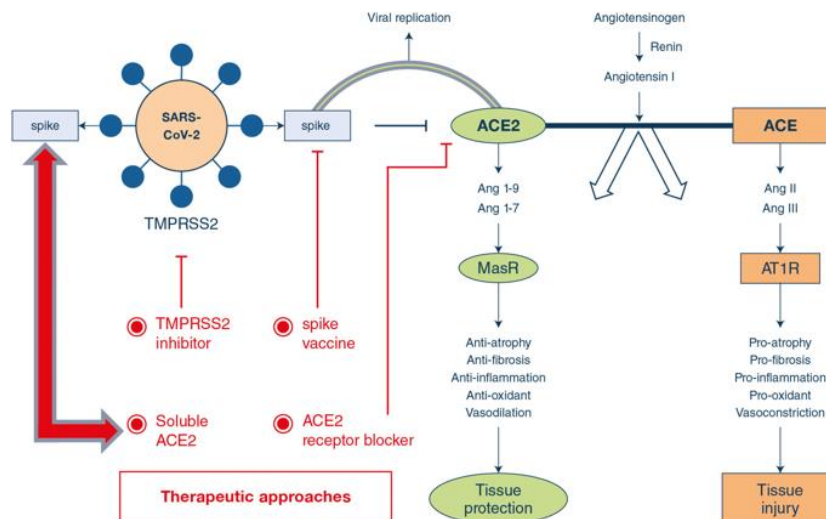 Viral replication
Angiotensinogen
Renin
Angiotensin I
spike
SARS-
CoV-2
spike
ACE2
ACE
TMPRSS2
Ang 1-9
Ang 1-7
Ang II
Ang III
MasR
AT1R
TMPRSS2
inhibitor
spike
vaccine
Anti-atrophy
Anti-fibrosis
Anti-inflammation
Anti-oxidant
Vasodilation
Pro-atrophy
Pro-fibrosis
Pro-inflammation
Pro-oxidant
Vasoconstriction
Soluble
ACE2
ACE2
receptor blocker
Therapeutic approaches
Tissue
protection
Tissue
injury